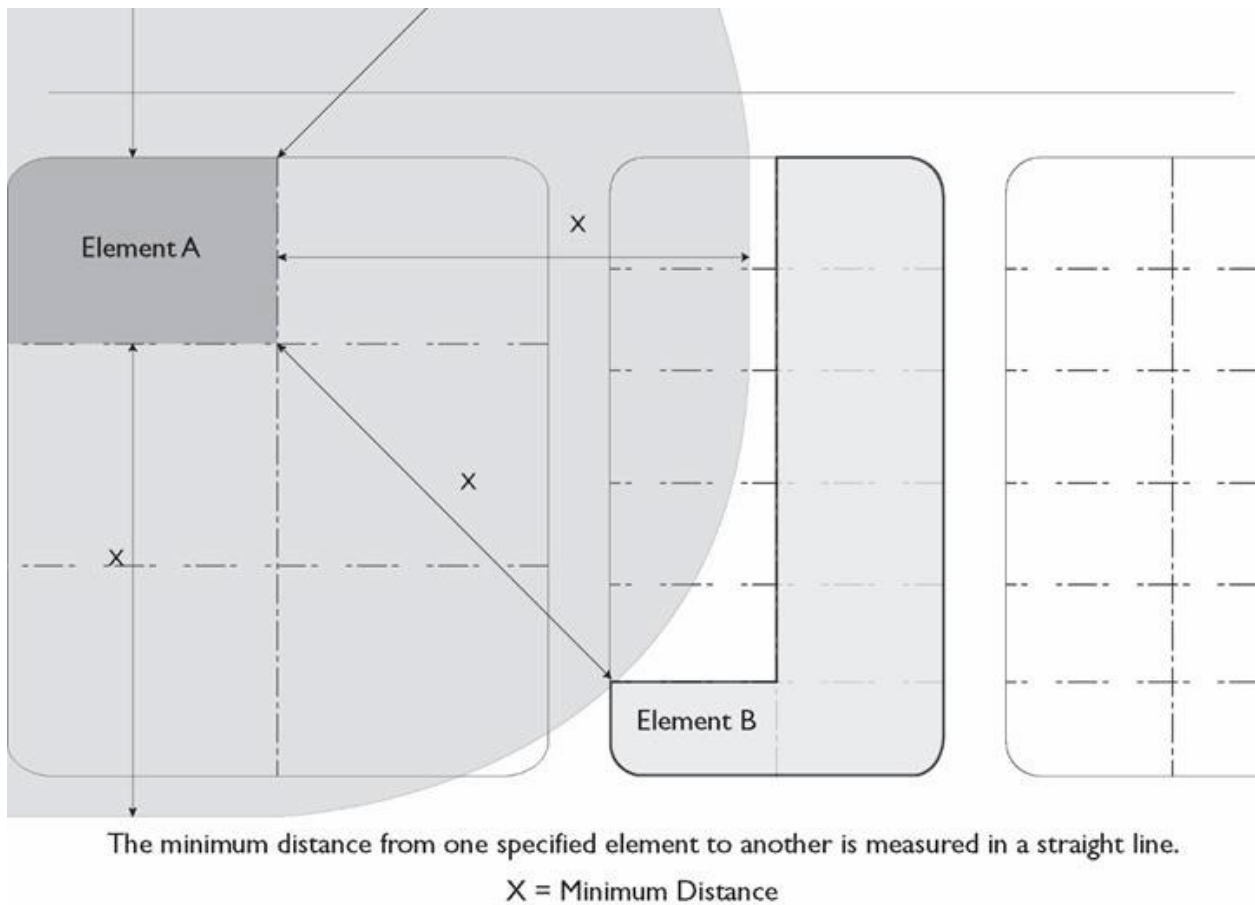 X
Element A
X
X
Element B
The minimum distance from one specified element to another is measured in a straight line.
X = Minimum Distance